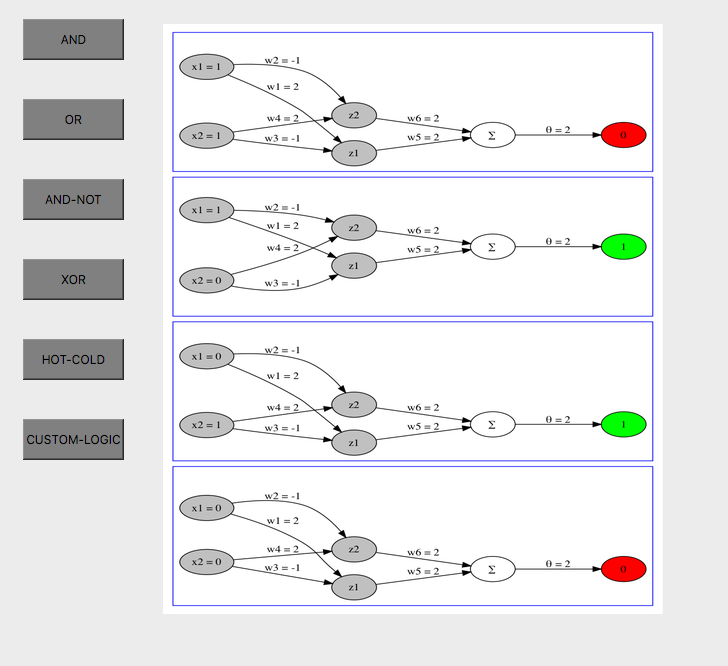 AND
OR
AND-NOT
XOR
HOT-COLD
CUSTOM-LOGIC
x1 = 1
w2 = -1
w1 = 2
z2
w6 = 2
x2 = 1
w4 = 2
w3 = -1
z1
w5 = 2
Σ
θ = 2
0
x1 = 1
w2 = -1
w1 = 2
z2
w6 = 2
w4 = 2
z1
w5 = 2
Σ
θ = 2
1
x2 = 0
w3 = -1
x1 = 0
w2 = -1
w1 = 2
z2
w6 = 2
x2 = 1
w4 = 2
w3 = -1
z1
w5 = 2
Σ
θ = 2
1
x1 = 0
w2 = -1
w1 = 2
z2
w6 = 2
x2 = 0
w4 = 2
w3 = -1
z1
w5 = 2
Σ
θ = 2
0